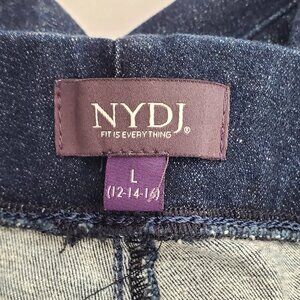 NYDJ®
FIT IS EVERYTHING
L
(12-14-16)